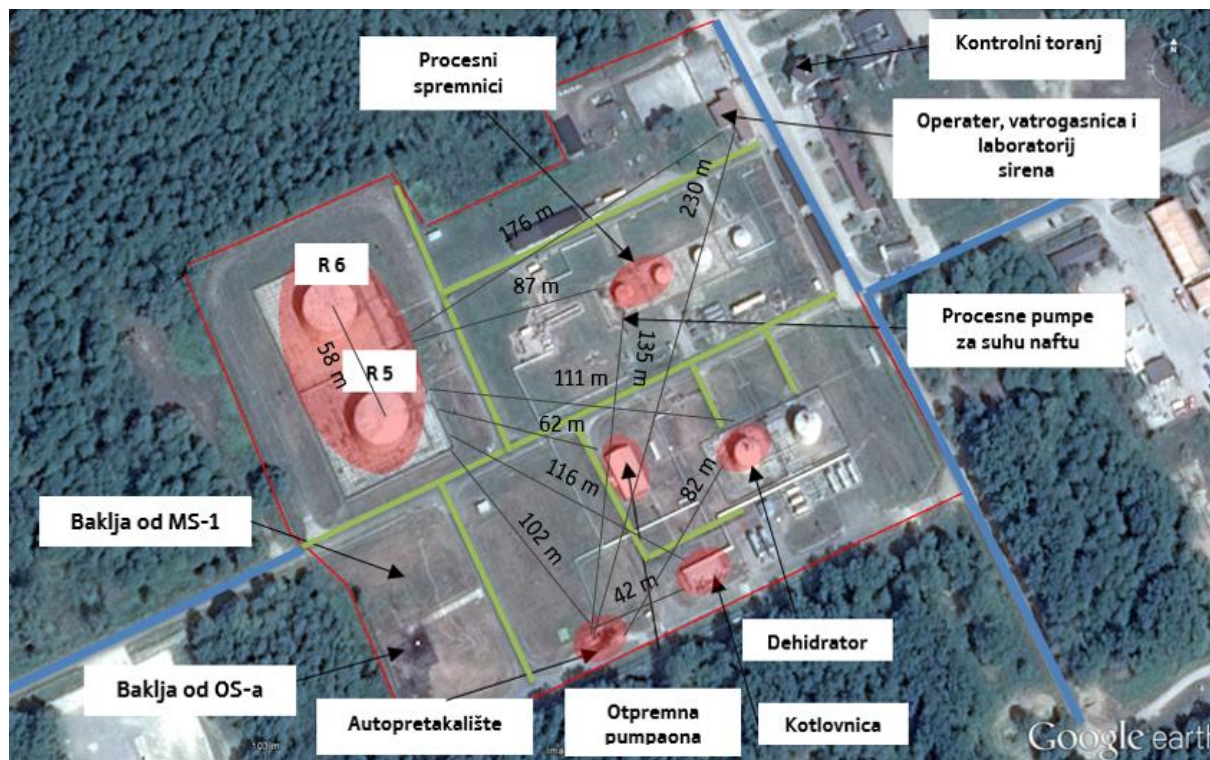 Kontrolni toranj
Procesni
spremnici
Operater, vatrogasnica i
laboratorij
sirena
N
176 m
230 m
R 6
87 m
Procesne pumpe
za suhu naftu
58 m
135 m
R 5
111 m
62 m
116 m
82 m
102 m
Baklja od MS-1
42 m
Dehidrator
Baklja od OS-a
Autopretakalište
Otpremna
pumpaona
Kotlovnica
103 m
Ima
Google earth